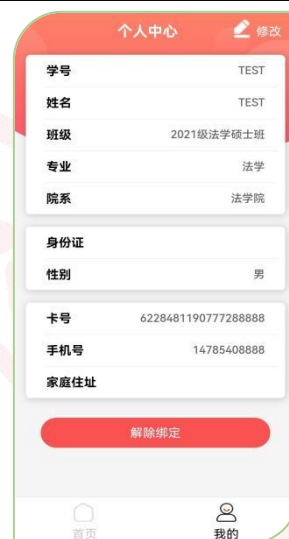 个人中心 修改
学号 TEST
姓名 TEST
班级 2021级法学硕士班
专业 法学
院系 法学院
身份证
性别 男
卡号 6228481190777288888
手机号 14785408888
家庭住址
解除绑定
首页 我的